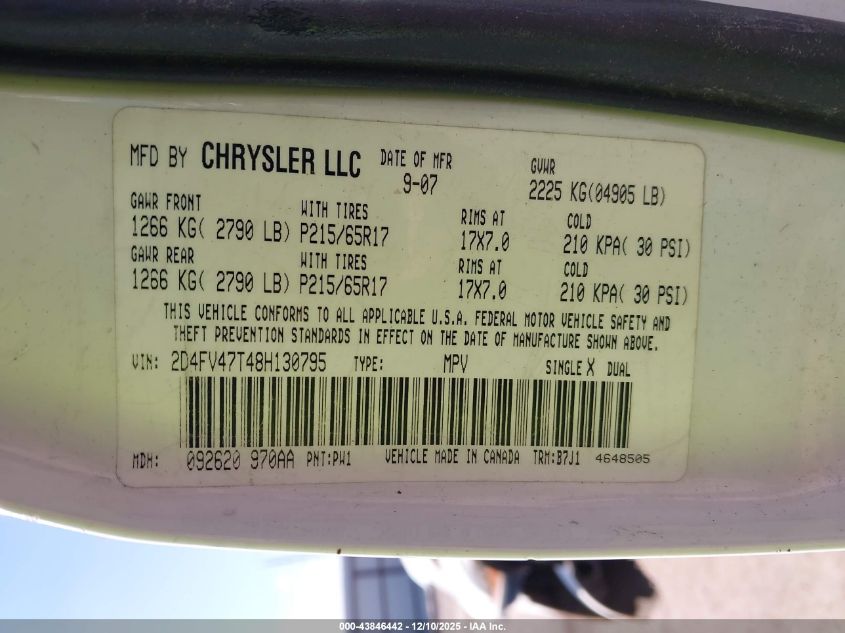 MFD BY CHRYSLER LLC DATE OF MFR GVWR
9-07 2225 KG(04905 LB)
GAWR FRONT WITH TIRES RIMS AT COLD
1266 KG( 2790 LB) P215/65R17 17X7.0 210 KPA( 30 PSI)
GAWR REAR WITH TIRES RIMS AT COLD
1266 KG( 2790 LB) P215/65R17 17X7.0 210 KPA( 30 PSI)
THIS VEHICLE CONFORMS TO ALL APPLICABLE U.S.A. FEDERAL MOTOR VEHICLE SAFETY AND
THEFT PREVENTION STANDARDS IN EFFECT ON THE DATE OF MANUFACTURE SHOWN ABOVE.
VIN: 2D4FV47T48H130795 TYPE: MPV SINGLE X DUAL
MDH: 092620 970AA PNT:PW1 VEHICLE MADE IN CANADA TRM:B7J1 4648505
000-43846442 - 12/10/2025 - IAA Inc.